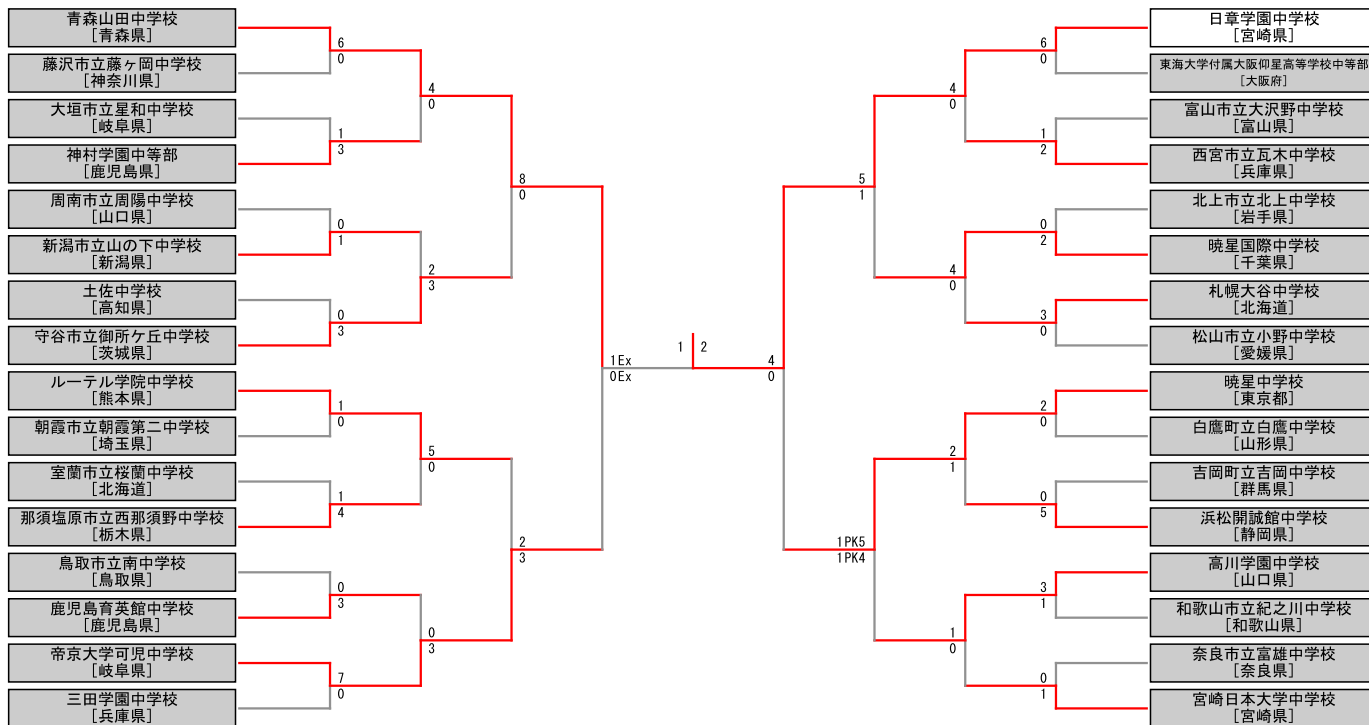 青森山田中学校
[青森県]
藤沢市立藤ヶ岡中学校
[神奈川県]
大垣市立星和中学校
[岐阜県]
神村学園中等部
[鹿児島県]
周南市立周陽中学校
[山口県]
新潟市立山の下中学校
[新潟県]
土佐中学校
[高知県]
守谷市立御所ケ丘中学校
[茨城県]
ルーテル学院中学校
[熊本県]
朝霞市立朝霞第二中学校
[埼玉県]
室蘭市立桜蘭中学校
[北海道]
那須塩原市立西那須野中学校
[栃木県]
鳥取市立南中学校
[鳥取県]
鹿児島育英館中学校
[鹿児島県]
帝京大学可児中学校
[岐阜県]
三田学園中学校
[兵庫県]
6
0
1
3
0
1
0
3
1
0
1
4
0
3
7
0
4
0
2
3
5
0
0
3
8
0
2
3
1Ex
0Ex
1 2
4
0
5
1
1PK5
1PK4
4
0
4
0
2
1
1
0
6
0
1
2
0
2
3
0
2
0
0
5
3
1
0
1
日章学園中学校
[宮崎県]
東海大学付属大阪仰星高等学校中等部
[大阪府]
富山市立大沢野中学校
[富山県]
西宮市立瓦木中学校
[兵庫県]
北上市立北上中学校
[岩手県]
暁星国際中学校
[千葉県]
札幌大谷中学校
[北海道]
松山市立小野中学校
[愛媛県]
暁星中学校
[東京都]
白鷹町立白鷹中学校
[山形県]
吉岡町立吉岡中学校
[群馬県]
浜松開誠館中学校
[静岡県]
高川学園中学校
[山口県]
和歌山市立紀之川中学校
[和歌山県]
奈良市立富雄中学校
[奈良県]
宮崎日本大学中学校
[宮崎県]